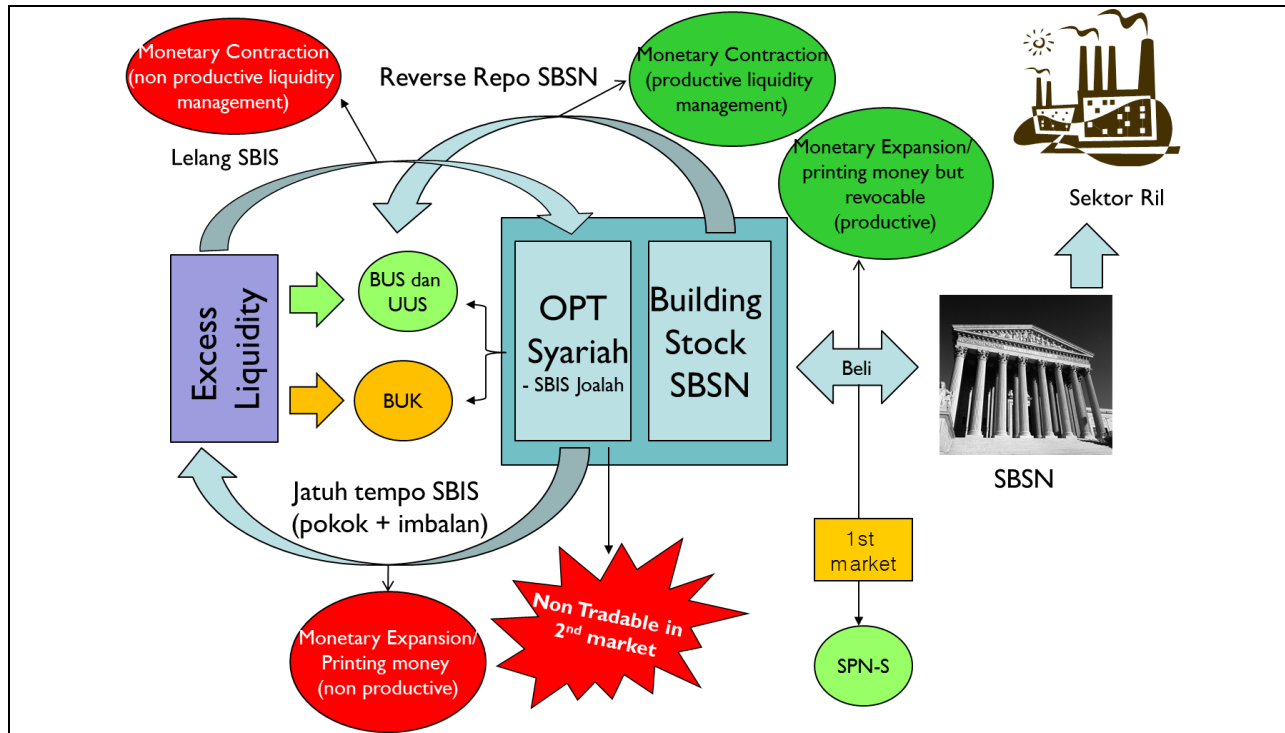 Monetary Contraction
(non productive liquidity
management)
Reverse Repo SBSN
Monetary Contraction
(productive liquidity
management)
Lelang SBIS
Monetary Expansion/
printing money but
revocable
(productive)
Sektor Ril
Excess
Liquidity
BUS dan
UUS
BUK
OPT
Syariah
- SBIS Joalah
Building
Stock
SBSN
Beli
SBSN
Jatuh tempo SBIS
(pokok + imbalan)
1st
market
Non Tradable in
2nd market
Monetary Expansion/
Printing money
(non productive)
SPN-S